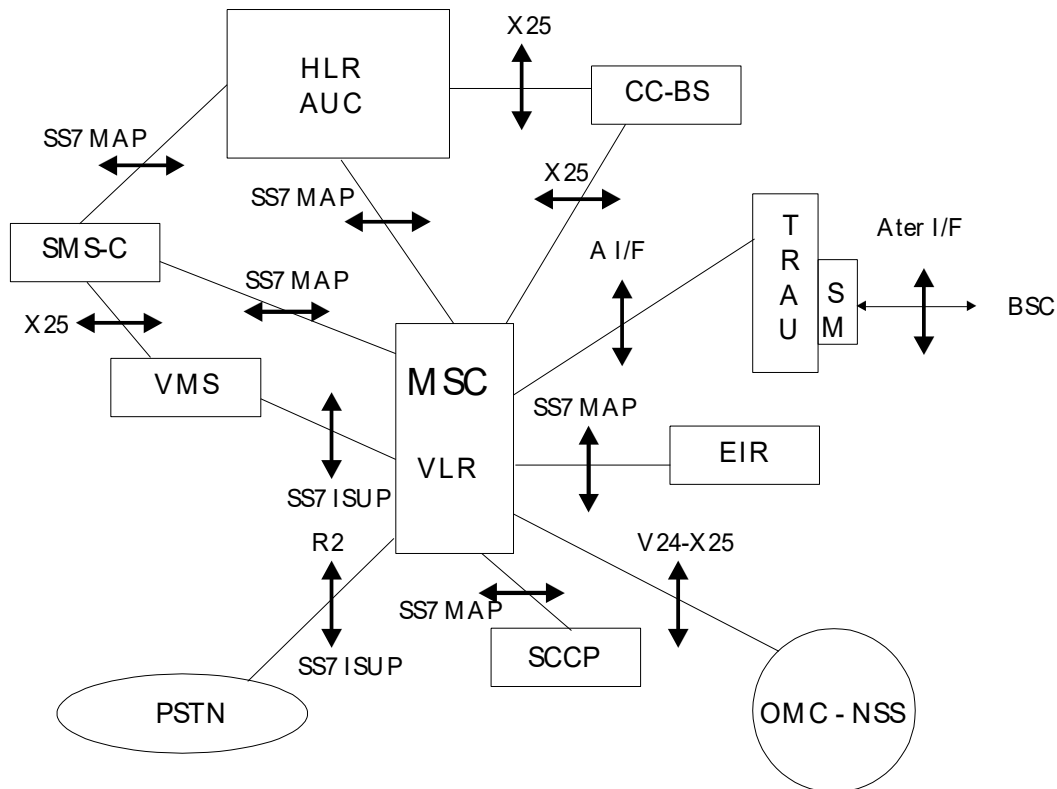 X25
HLR
AUC
CC-BS
SS7 MAP
SS7 MAP
X25
SMS-C
A I/F
T
R
A
U
S
M
Ater I/F
BSC
SS7 MAP
X25
VMS
MSC
VLR
SS7 MAP
EIR
SS7 ISUP
R2
V24-X25
SS7 MAP
SCCP
SS7 ISUP
PSTN
OMC - NSS